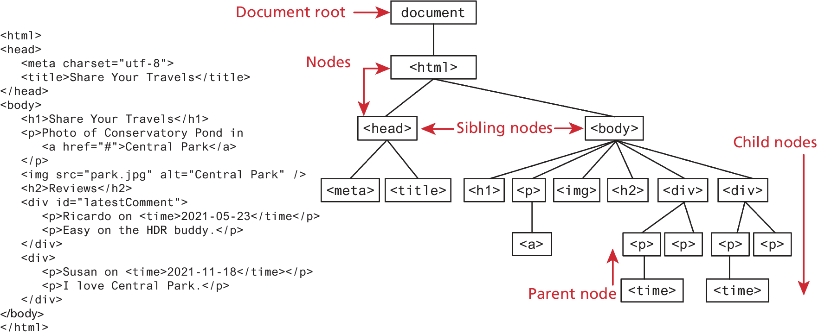 <html>
<head>
<meta charset="utf-8">
<title>Share Your Travels</title>
</head>
<body>
<h1>Share Your Travels</h1>
<p>Photo of Conservatory Pond in
<a href="#">Central Park</a>
</p>
<img src="park.jpg" alt="Central Park" />
<h2>Reviews</h2>
<div id="latestComment">
<p>Ricardo on <time>2021-05-23</time</p>
<p>Easy on the HDR buddy.</p>
</div>
<div>
<p>Susan on <time>2021-11-18</time></p>
<p>I love Central Park.</p>
</div>
</body>
</html>
Document root
document
Nodes
<html>
<head>
Sibling nodes
<body>
Child nodes
<meta>
<title>
<h1>
<p>
<img>
<h2>
<div>
<div>
<a>
<p>
<p>
<p>
<p>
Parent node
<time>
<time>